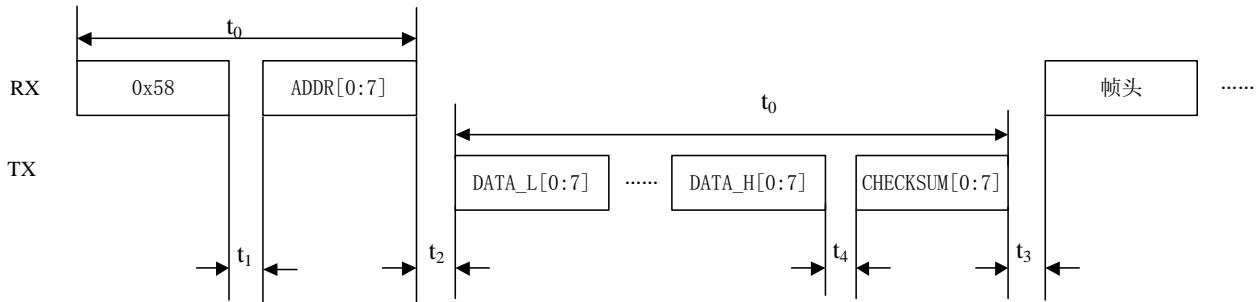 t₀
RX 0x58 ADDR[0:7] 帧头 ……
t₀
TX DATA_L[0:7] …… DATA_H[0:7] CHECKSUM[0:7]
t₁ t₂ t₄ t₃